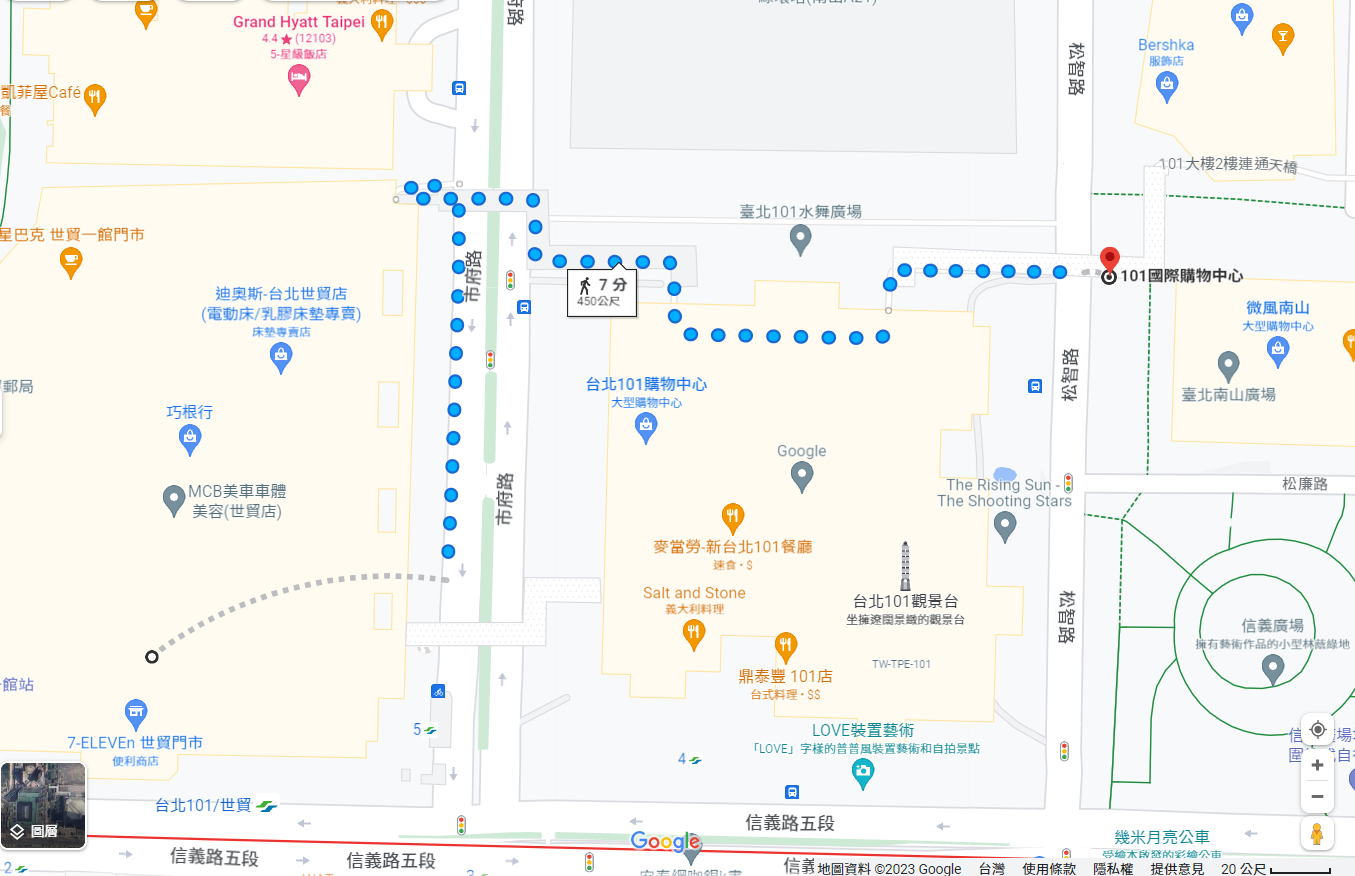 Grand Hyatt Taipei
4.4 ★ (12103)
5-星級飯店
凱菲屋Café
餐
市府路
松智路
Bershka
服飾店
101大樓2樓連通天橋
臺北101水舞廣場
星巴克 世貿一館門市
市府路
7 分
450公尺
101國際購物中心
迪奧斯-台北世貿店
(電動床/乳膠床墊專賣)
床墊專賣店
微風南山
大型購物中心
臺北南山廣場
松智路
郵局
台北101購物中心
大型購物中心
巧根行
Google
MCB美車車體
美容(世貿店)
市府路
The Rising Sun -
The Shooting Stars
松廉路
麥當勞-新台北101餐廳
速食・$
Salt and Stone
義大利料理
台北101觀景台
坐擁遼闊景緻的觀景台
松智路
信義廣場
擁有藝術作品的小型林蔭綠地
TW-TPE-101
鼎泰豐 101店
台式料理・$$
館站
7-ELEVEn 世貿門市
便利商店
5
4
LOVE裝置藝術
「LOVE」字樣的普普風裝置藝術和自拍景點
台北101/世貿
圖層
信義路五段
Google
幾米月亮公車
受繪本啟發的彩繪公車
信義路五段
信義路五段
信義
2
3
地圖資料 ©2023 Google
台灣
使用條款
隱私權
提供意見
20 公尺